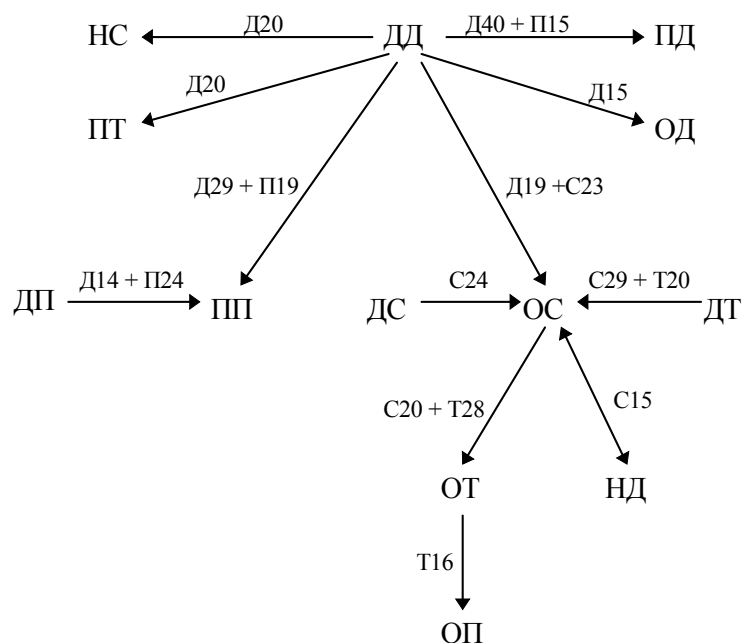 НС Д20 ДД Д40 + П15 ПД
Д20 Д15
ПТ ОД
Д29 + П19 Д19 +С23
ДП Д14 + П24 ПП ДС С24 ОС С29 + Т20 ДТ
С20 + Т28 С15
ОТ НД
Т16
ОП